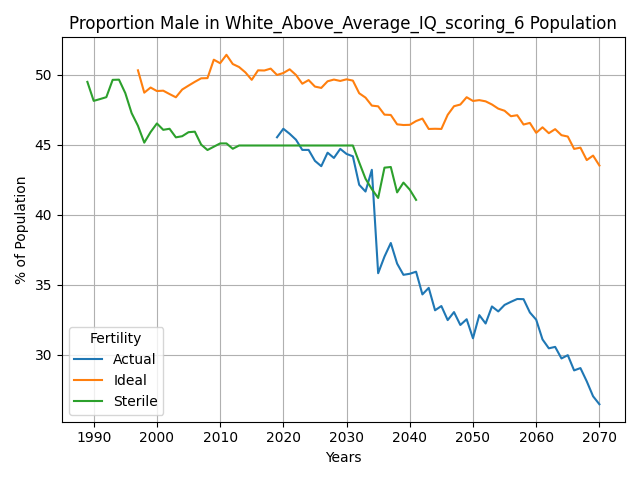 Proportion Male in White_Above_Average_IQ_scoring_6 Population
% of Population
50
45
40
35
30
Fertility
Actual
Ideal
Sterile
1990 2000 2010 2020 2030 2040 2050 2060 2070
Years